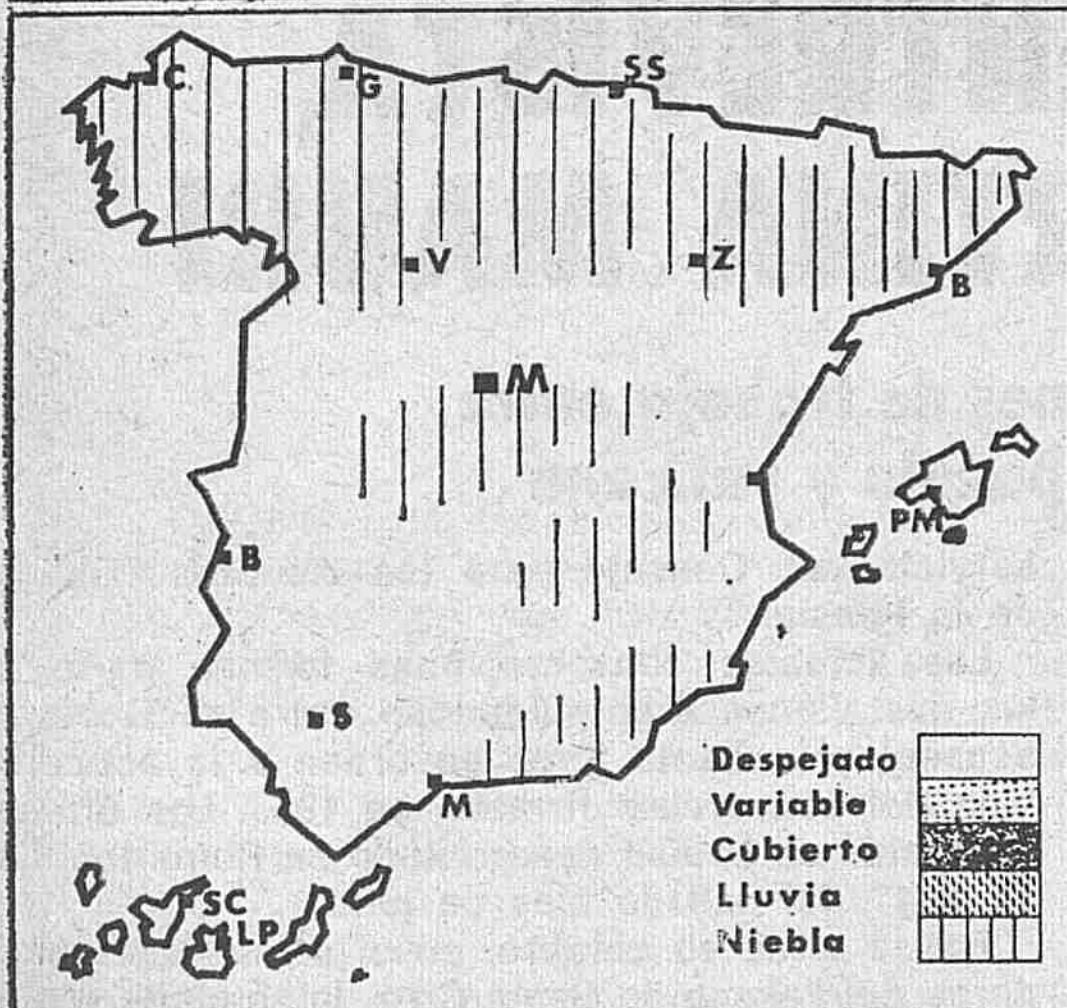 C
G
SS
V
Z
B
M
PM
B
S
M
SC
LP
Despejado
Variable
Cubierto
Lluvia
Niebla